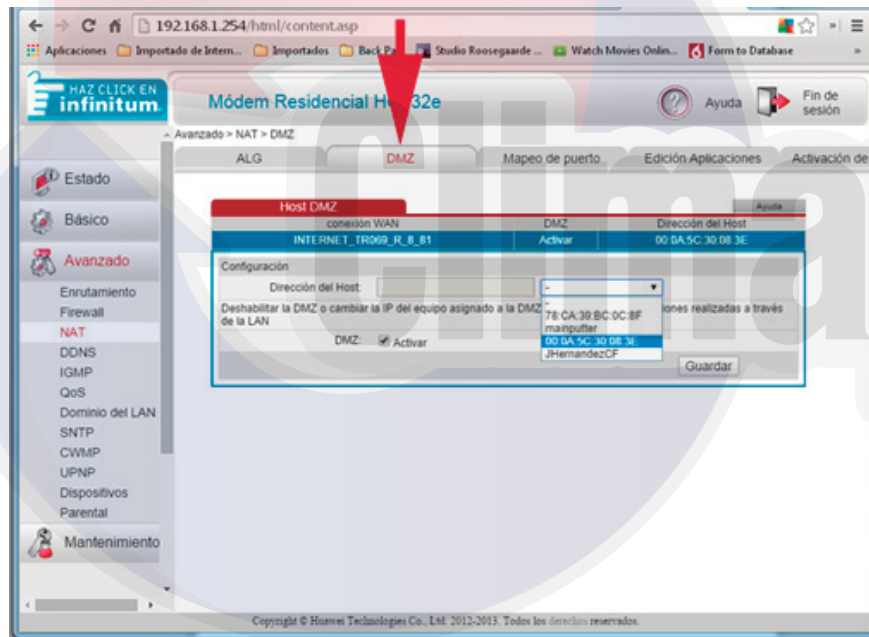 192.168.1.254/html/content.asp
Aplicaciones Importado de Intern... Importados Back Pa Studio Roosegaarde ... Watch Movies Onlin... Form to Database »
HAZ CLICK EN
infinitum
Módem Residencial 32e
Ayuda
Fin de sesión
Avanzado > NAT > DMZ
ALG DMZ Mapeo de puerto Edición Aplicaciones Activación de
Estado
Básico
Avanzado
Enrutamiento
Firewall
NAT
DDNS
IGMP
QoS
Dominio del LAN
SNTP
CWMP
UPNP
Dispositivos
Parental
Mantenimiento
Host DMZ
Ayuda
conexión WAN DMZ Dirección del Host
INTERNET_TR069_R_8_81 Activar 00:0A:5C:30:08:3E
Configuración
Dirección del Host: -
Deshabilitar la DMZ o cambiar la IP del equipo asignado a la DMZ iones realizadas a través
de la LAN
-
78:CA:39:BC:0C:8F
mainputter
00:0A:5C:30:08:3E
JHernandezCF
DMZ: Activar
Guardar
Copyright © Huawei Technologies Co., Ltd. 2012-2013. Todos los derechos reservados.
Clima